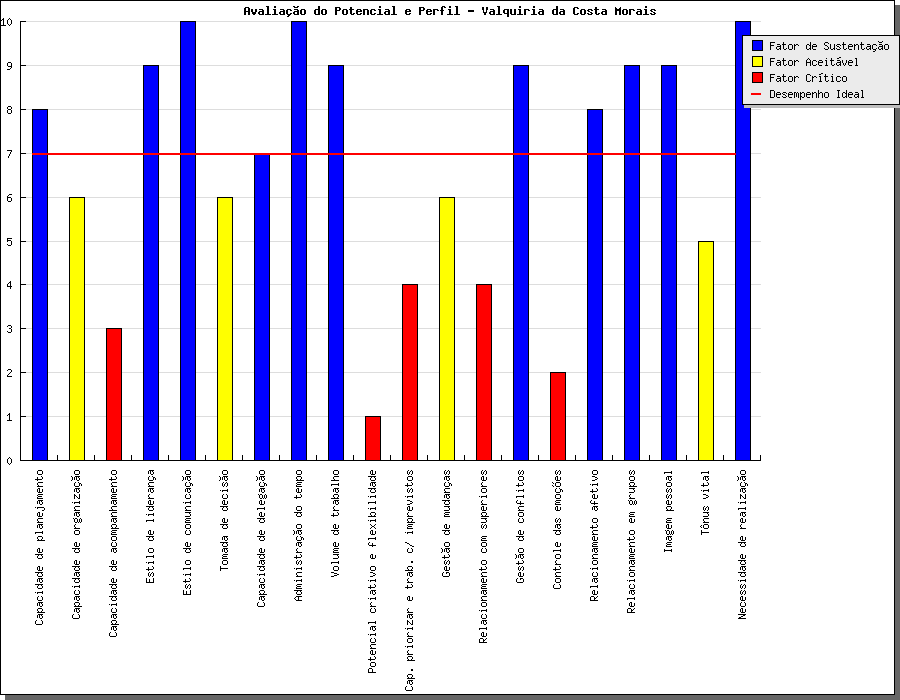 Avaliação do Potencial e Perfil - Valquiria da Costa Morais
Fator de Sustentação
Fator Aceitável
Fator Crítico
Desempenho Ideal
10
9
8
7
6
5
4
3
2
1
0
Capacidade de planejamento
Capacidade de organização
Capacidade de acompanhamento
Estilo de liderança
Estilo de comunicação
Tomada de decisão
Capacidade de delegação
Administração do tempo
Volume de trabalho
Potencial criativo e flexibilidade
Cap. priorizar e trab. c/ imprevistos
Gestão de mudanças
Relacionamento com superiores
Gestão de conflitos
Controle das emoções
Relacionamento afetivo
Relacionamento em grupos
Imagem pessoal
Tônus vital
Necessidade de realização